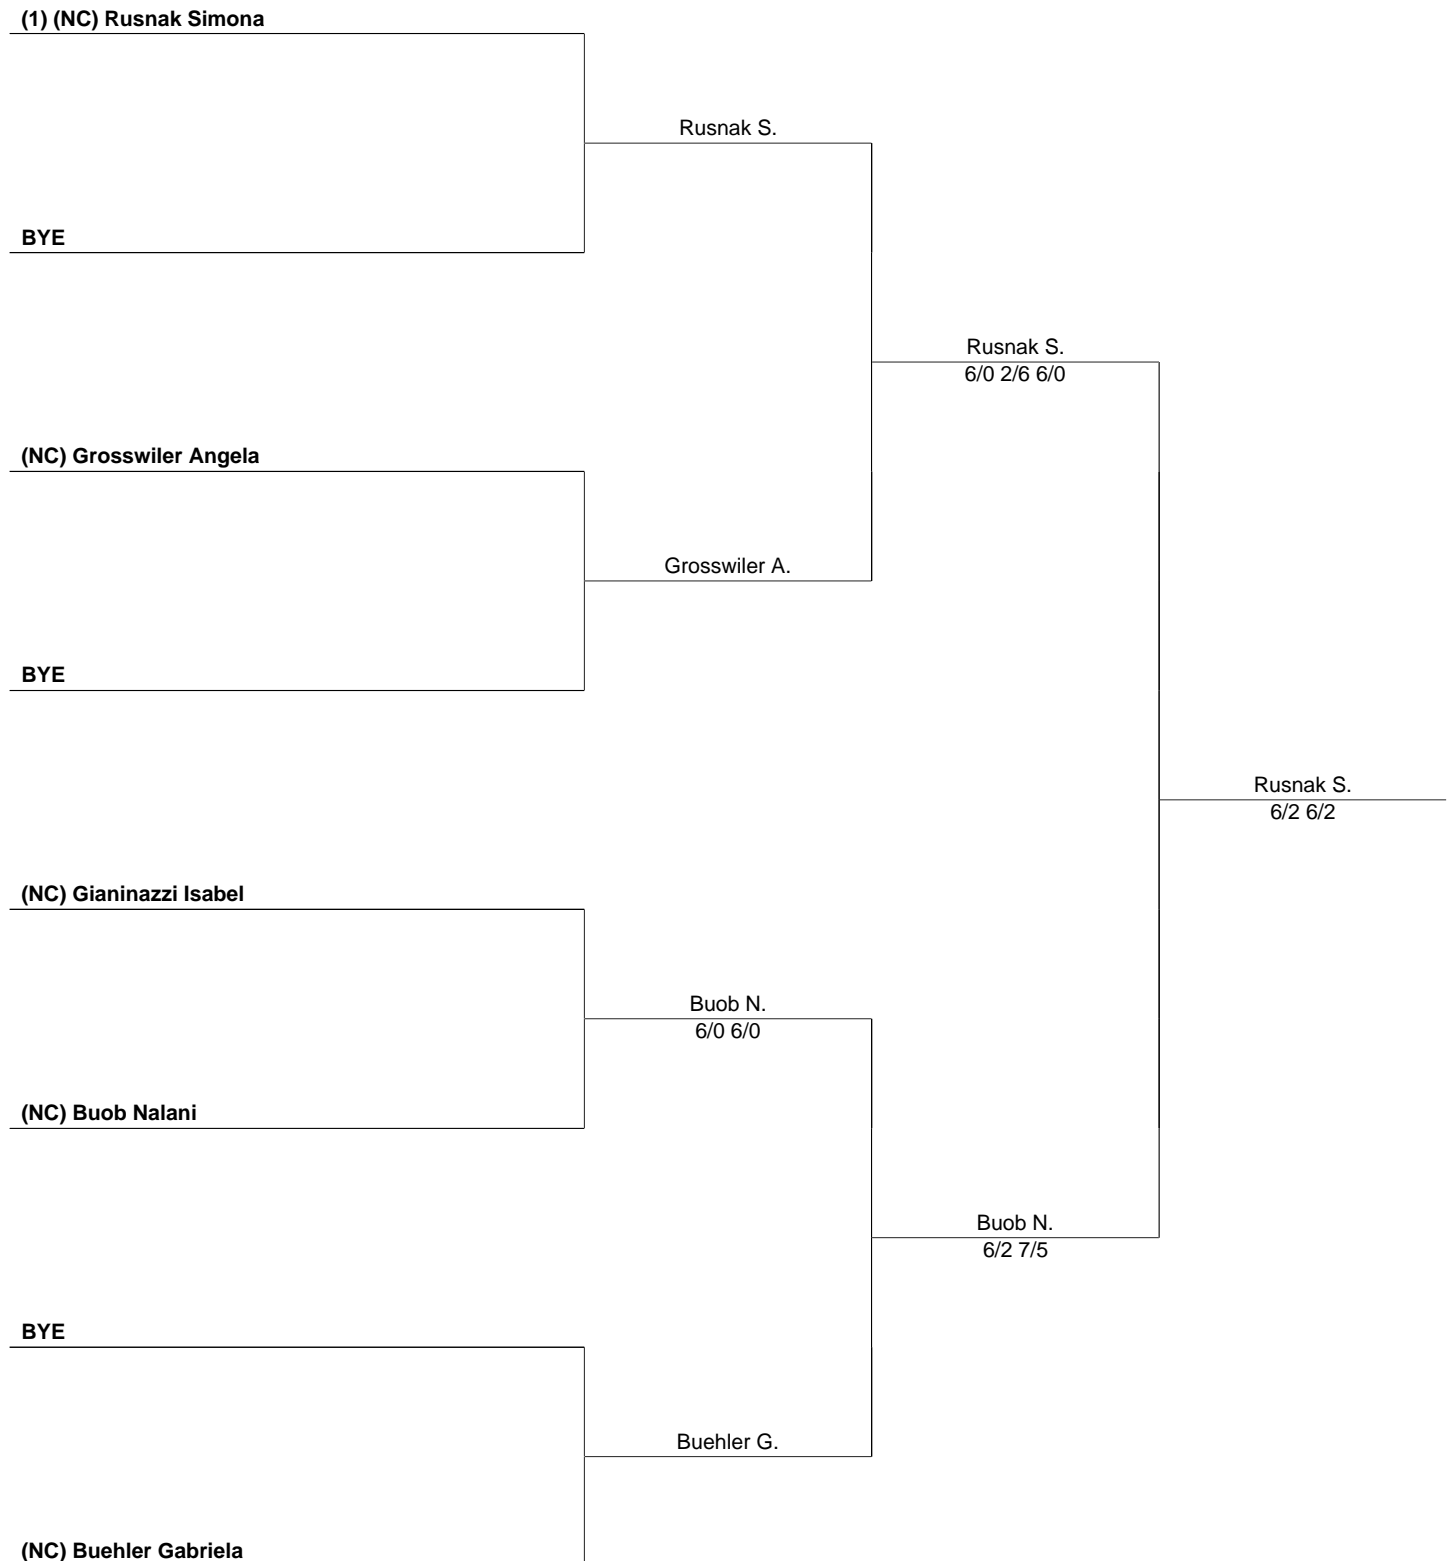 (1) (NC) Rusnak Simona
Rusnak S.
BYE
Rusnak S.
6/0 2/6 6/0
(NC) Grosswiler Angela
Grosswiler A.
BYE
Rusnak S.
6/2 6/2
(NC) Gianinazzi Isabel
Buob N.
6/0 6/0
(NC) Buob Nalani
Buob N.
6/2 7/5
BYE
Buehler G.
(NC) Buehler Gabriela